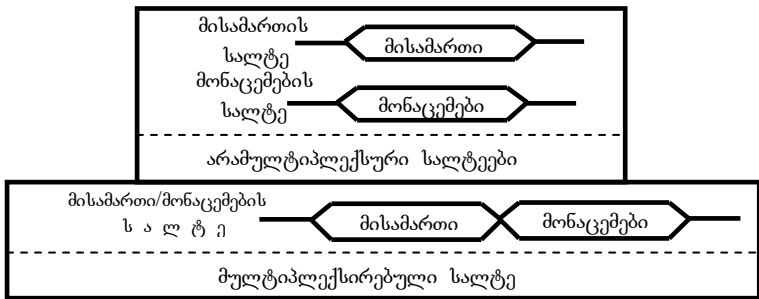 მისამართის
სალტე
მისამართი
მონაცემების
სალტე
მონაცემები
არამულტიპლექსური სალტეები
მისამართი/მონაცემების
ს ა ლ ტ ე
მისამართი
მონაცემები
მულტიპლექსირებული სალტე